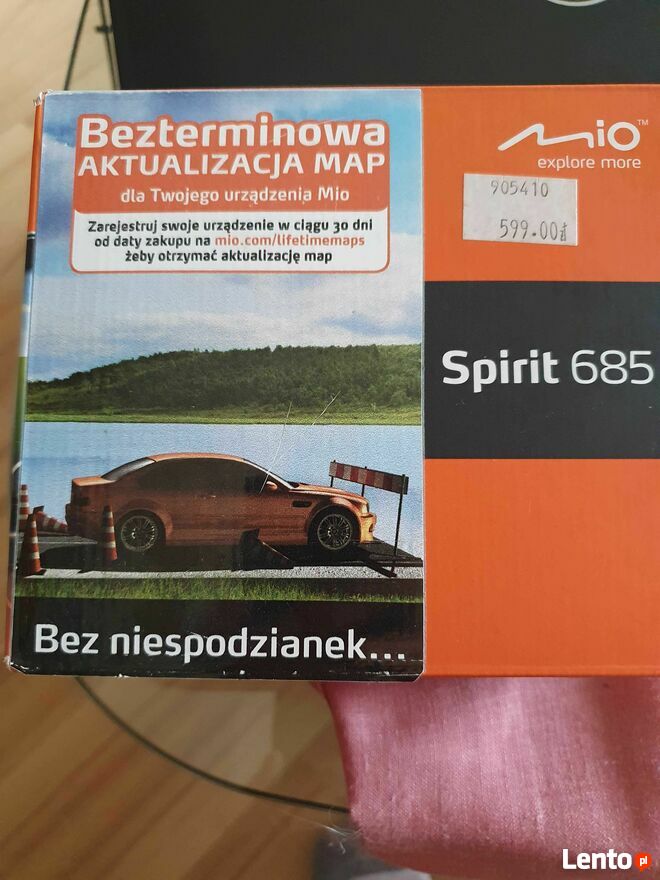 Bezterminowa
AKTUALIZACJA MAP
dla Twojego urządzenia Mio
Zarejestruj swoje urządzenie w ciągu 30 dni
od daty zakupu na mio.com/lifetimemaps
żeby otrzymać aktualizację map
Mio™
explore more
905410
599.00zł
Spirit 685
Bez niespodzianek...
Lento.pl